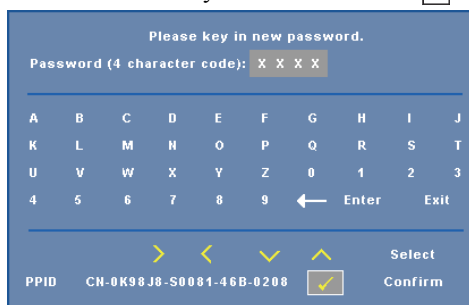 Please key in new password.
Password (4 character code): X X X X
A B C D E F G H I J
K L M N O P Q R S T
U V W X Y Z 0 1 2 3
4 5 6 7 8 9 Enter Exit
Select
PPID CN-0K98J8-S0081-46B-0208 Confirm